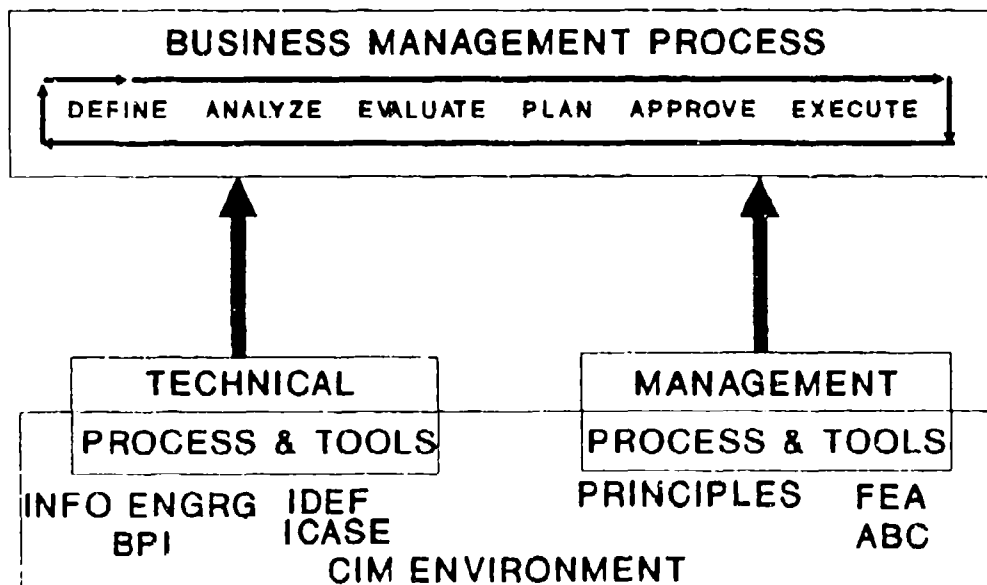 BUSINESS MANAGEMENT PROCESS
DEFINE ANALYZE EVALUATE PLAN APPROVE EXECUTE
TECHNICAL
PROCESS & TOOLS
MANAGEMENT
PROCESS & TOOLS
INFO ENGRG
BPI
IDEF
ICASE
PRINCIPLES
FEA
ABC
CIM ENVIRONMENT